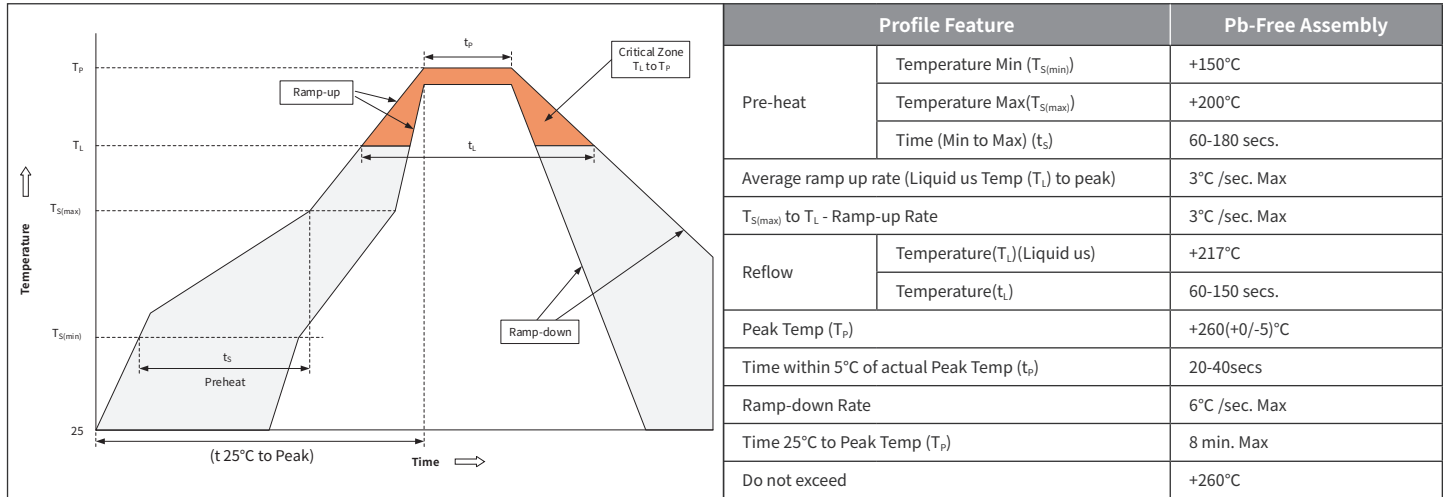 tP
Critical Zone
TL to TP
TP
Ramp-up
TL
tL
TS(max)
Temperature
Ramp-down
TS(min)
tS
Preheat
25
(t 25°C to Peak)
Time
Profile Feature Pb-Free Assembly
Pre-heat
Temperature Min (TS(min)) +150°C
Temperature Max(TS(max)) +200°C
Time (Min to Max) (tS) 60-180 secs.
Average ramp up rate (Liquid us Temp (TL) to peak) 3°C /sec. Max
TS(max) to TL - Ramp-up Rate 3°C /sec. Max
Reflow
Temperature(TL)(Liquid us) +217°C
Temperature(tL) 60-150 secs.
Peak Temp (TP) +260(+0/-5)°C
Time within 5°C of actual Peak Temp (tP) 20-40secs
Ramp-down Rate 6°C /sec. Max
Time 25°C to Peak Temp (TP) 8 min. Max
Do not exceed +260°C